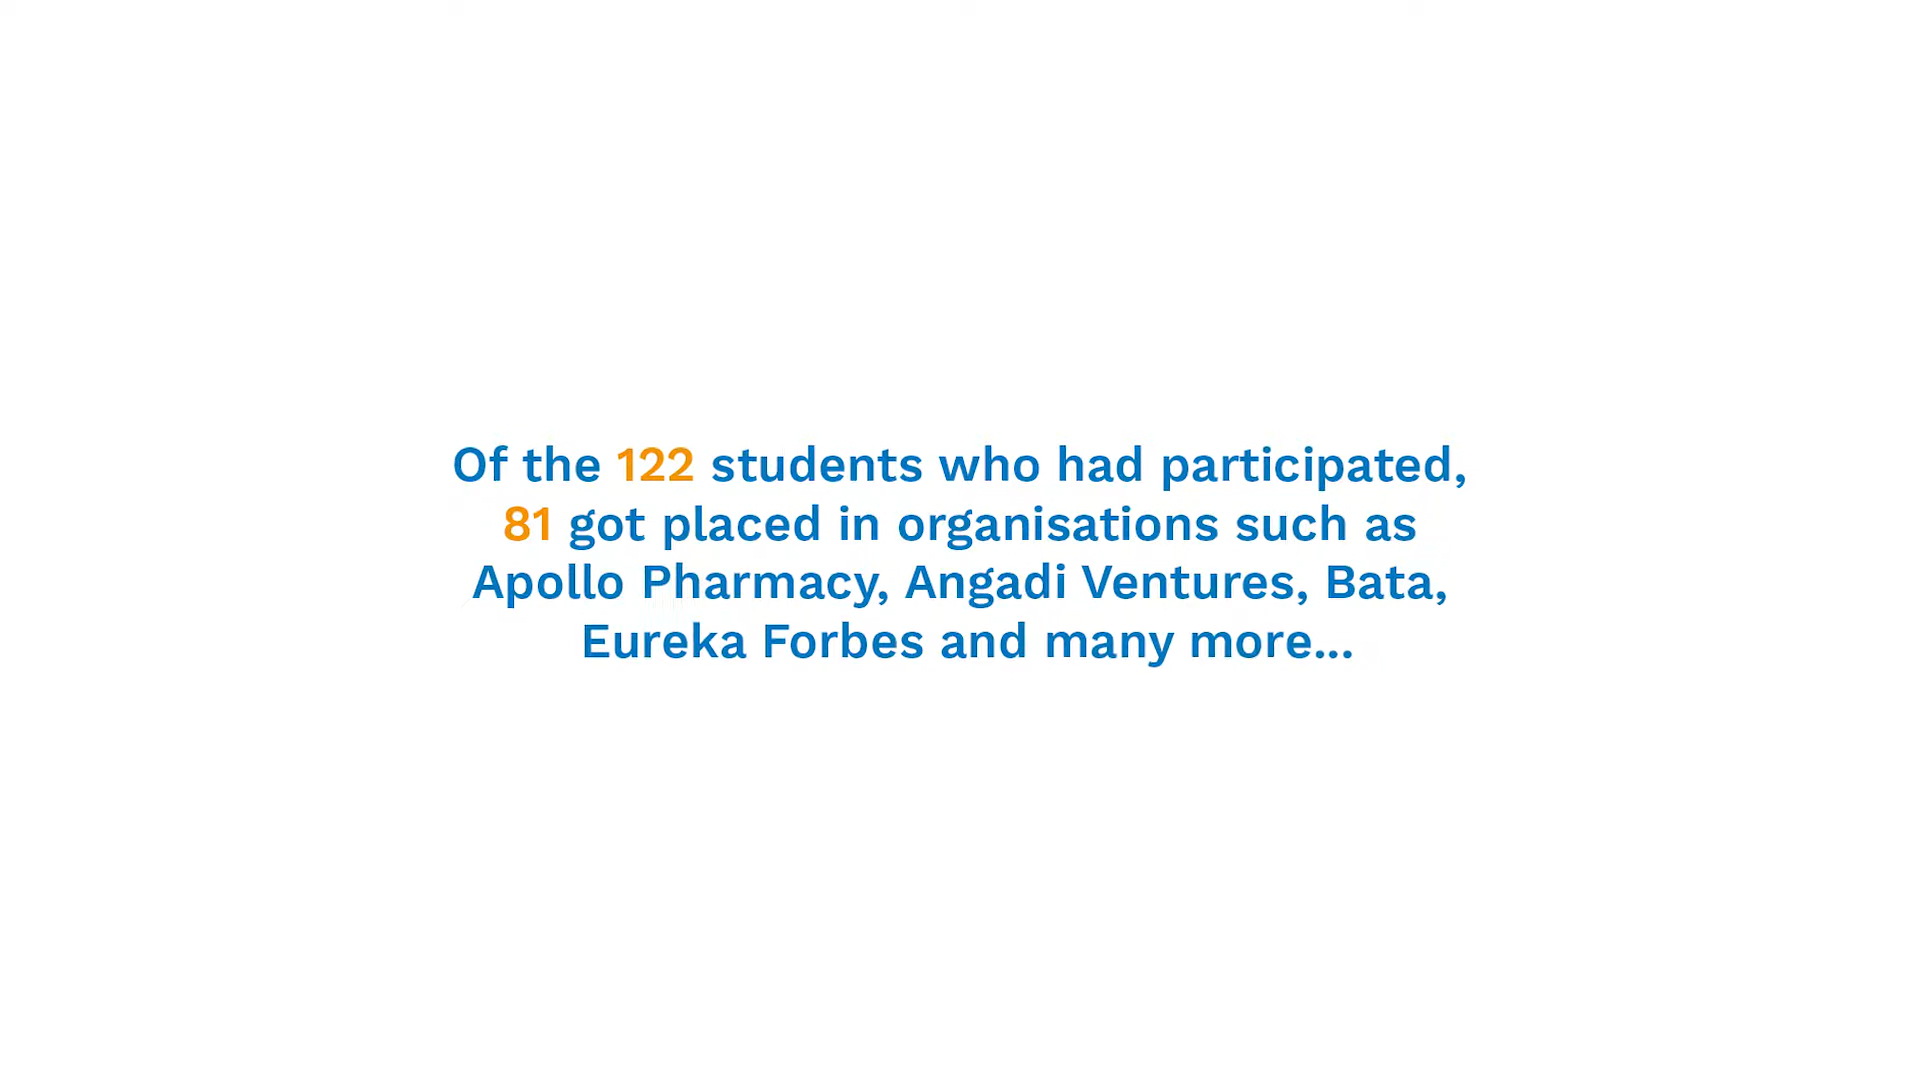 Of the 122 students who had participated,
81 got placed in organisations such as
Apollo Pharmacy, Angadi Ventures, Bata,
Eureka Forbes and many more...